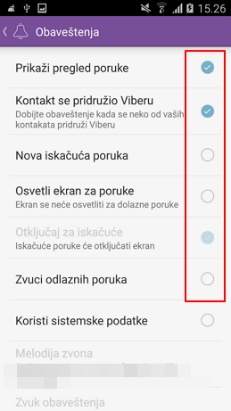 15.26
Obaveštenja
Prikaži pregled poruke
Kontakt se pridružio Viberu
Dobijte obaveštenje kada se neko od vaših
kontakata pridruži Viberu
Nova iskačuća poruka
Osvetli ekran za poruke
Ekran se neće osvetliti za dolazne poruke
Otključaj za iskačuće
Iskačuće poruke će otključati ekran
Zvuci odlaznih poruka
Koristi sistemske podatke
Melodija zvona
Zvuk obaveštenja